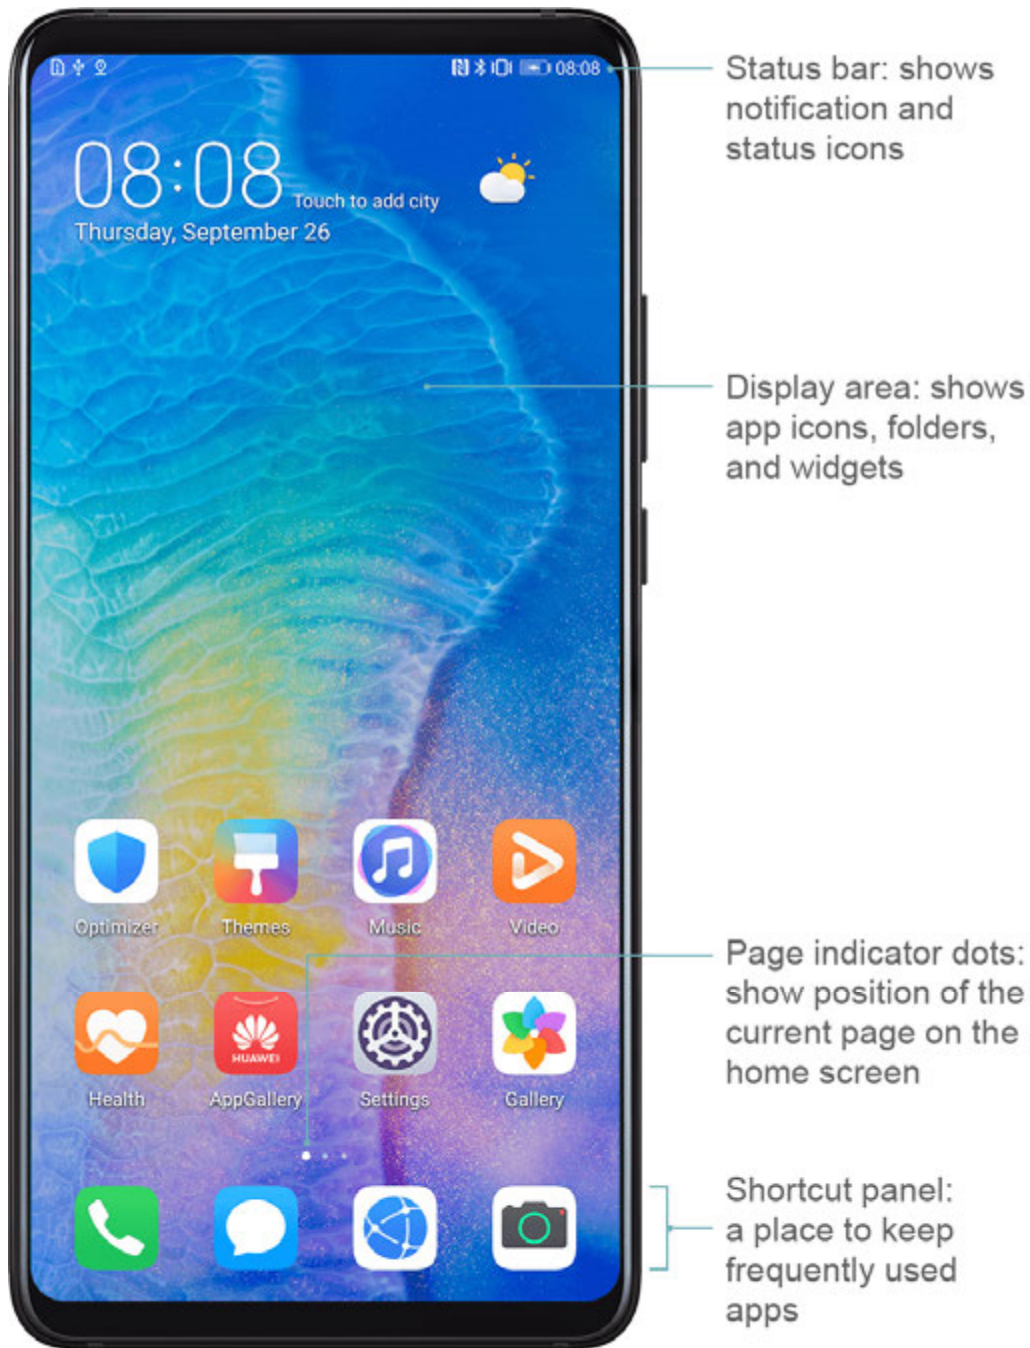 08:08
Status bar: shows
notification and
status icons
08:08 Touch to add city
Thursday, September 26
Display area: shows
app icons, folders,
and widgets
Optimizer Themes Music Video
Page indicator dots:
show position of the
current page on the
home screen
HUAWEI
Health AppGallery Settings Gallery
Shortcut panel:
a place to keep
frequently used
apps